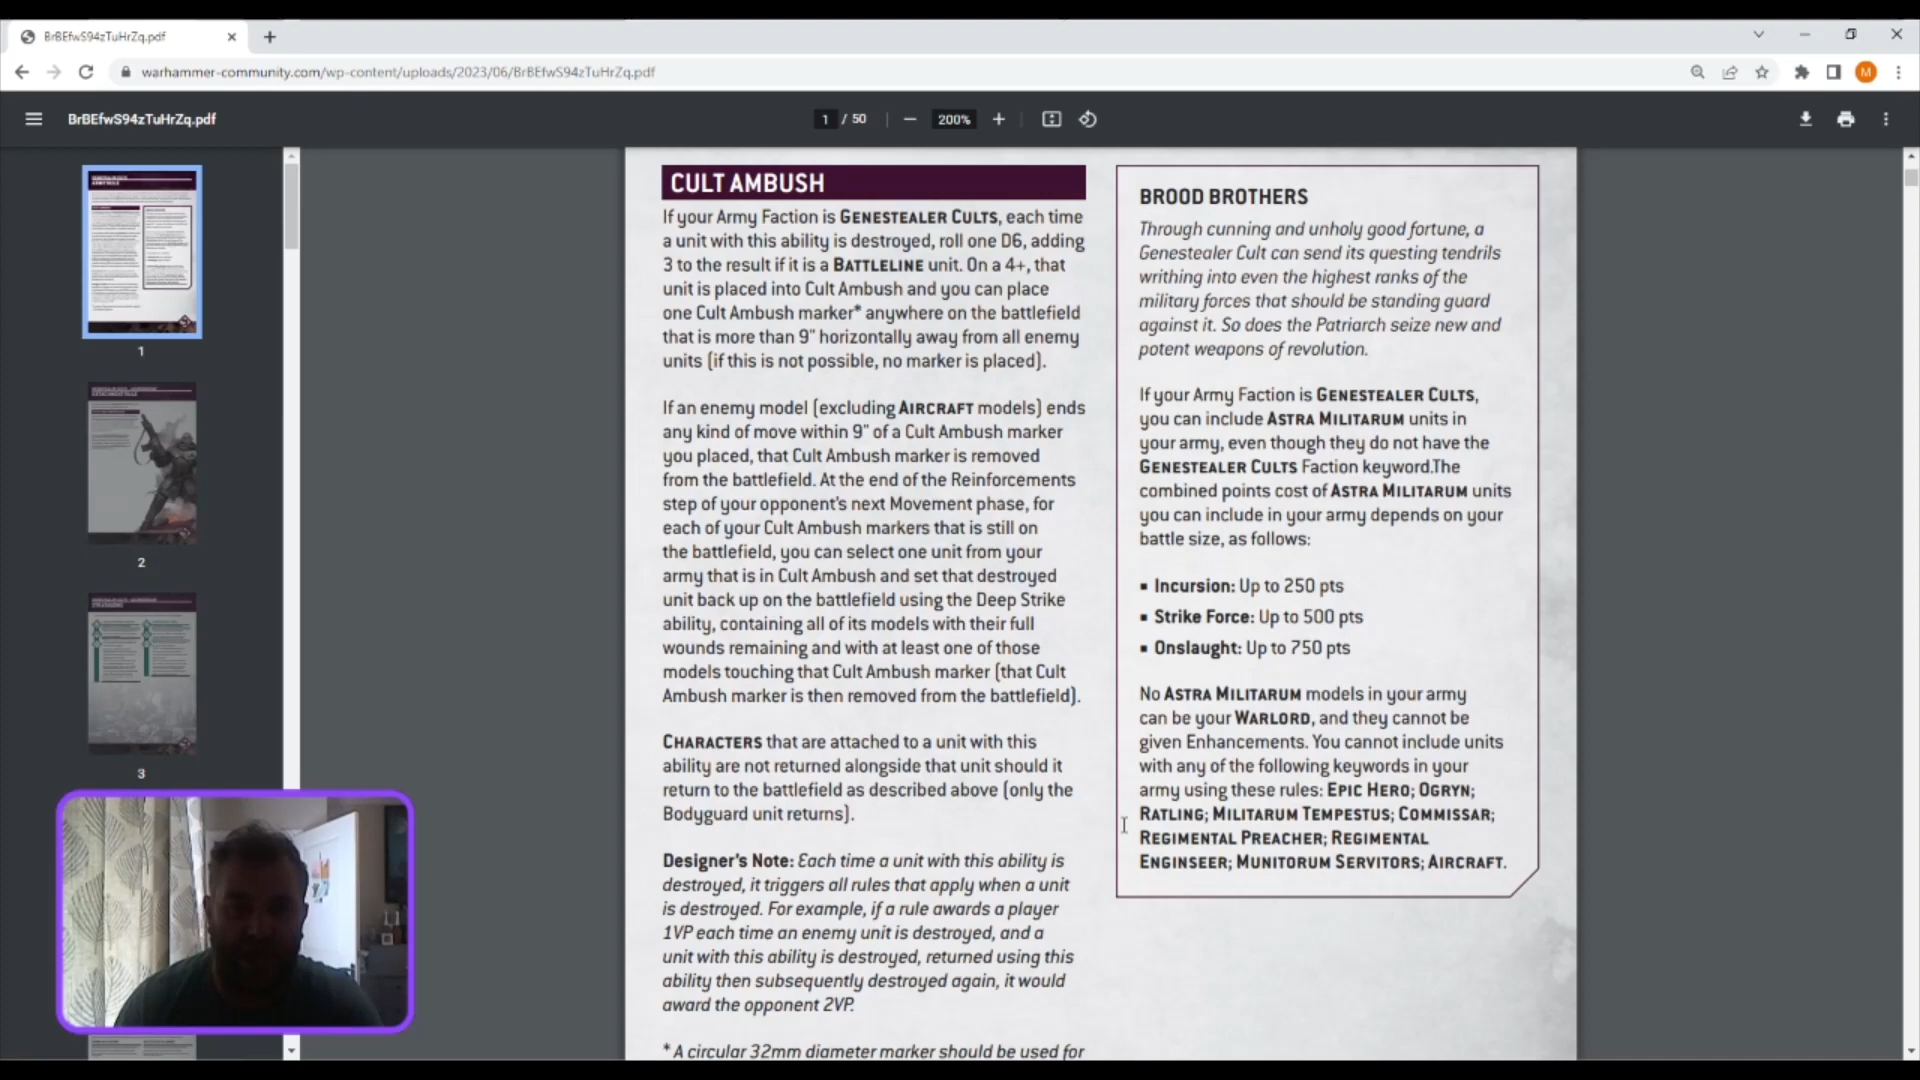 BrBEfwS94zTuHrZq.pdf
warhammer-community.com/wp-content/uploads/2023/06/BrBEfwS94zTuHrZq.pdf
M
BrBEfwS94zTuHrZq.pdf
1 / 50
200%
1
2
3
CULT AMBUSH
If your Army Faction is GENESTEALER CULTS, each time
a unit with this ability is destroyed, roll one D6, adding
3 to the result if it is a BATTLELINE unit. On a 4+, that
unit is placed into Cult Ambush and you can place
one Cult Ambush marker* anywhere on the battlefield
that is more than 9" horizontally away from all enemy
units (if this is not possible, no marker is placed).
If an enemy model (excluding AIRCRAFT models) ends
any kind of move within 9" of a Cult Ambush marker
you placed, that Cult Ambush marker is removed
from the battlefield. At the end of the Reinforcements
step of your opponent's next Movement phase, for
each of your Cult Ambush markers that is still on
the battlefield, you can select one unit from your
army that is in Cult Ambush and set that destroyed
unit back up on the battlefield using the Deep Strike
ability, containing all of its models with their full
wounds remaining and with at least one of those
models touching that Cult Ambush marker (that Cult
Ambush marker is then removed from the battlefield).
CHARACTERS that are attached to a unit with this
ability are not returned alongside that unit should it
return to the battlefield as described above (only the
Bodyguard unit returns).
Designer's Note: Each time a unit with this ability is
destroyed, it triggers all rules that apply when a unit
is destroyed. For example, if a rule awards a player
1VP each time an enemy unit is destroyed, and a
unit with this ability is destroyed, returned using this
ability then subsequently destroyed again, it would
award the opponent 2VP.
* A circular 32mm diameter marker should be used for
BROOD BROTHERS
Through cunning and unholy good fortune, a
Genestealer Cult can send its questing tendrils
writhing into even the highest ranks of the
military forces that should be standing guard
against it. So does the Patriarch seize new and
potent weapons of revolution.
If your Army Faction is GENESTEALER CULTS,
you can include ASTRA MILITARUM units in
your army, even though they do not have the
GENESTEALER CULTS Faction keyword.The
combined points cost of ASTRA MILITARUM units
you can include in your army depends on your
battle size, as follows:
▪ Incursion: Up to 250 pts
▪ Strike Force: Up to 500 pts
▪ Onslaught: Up to 750 pts
No ASTRA MILITARUM models in your army
can be your WARLORD, and they cannot be
given Enhancements. You cannot include units
with any of the following keywords in your
army using these rules: EPIC HERO; OGRYN;
RATLING; MILITARUM TEMPESTUS; COMMISSAR;
REGIMENTAL PREACHER; REGIMENTAL
ENGINSEER; MUNITORUM SERVITORS; AIRCRAFT.